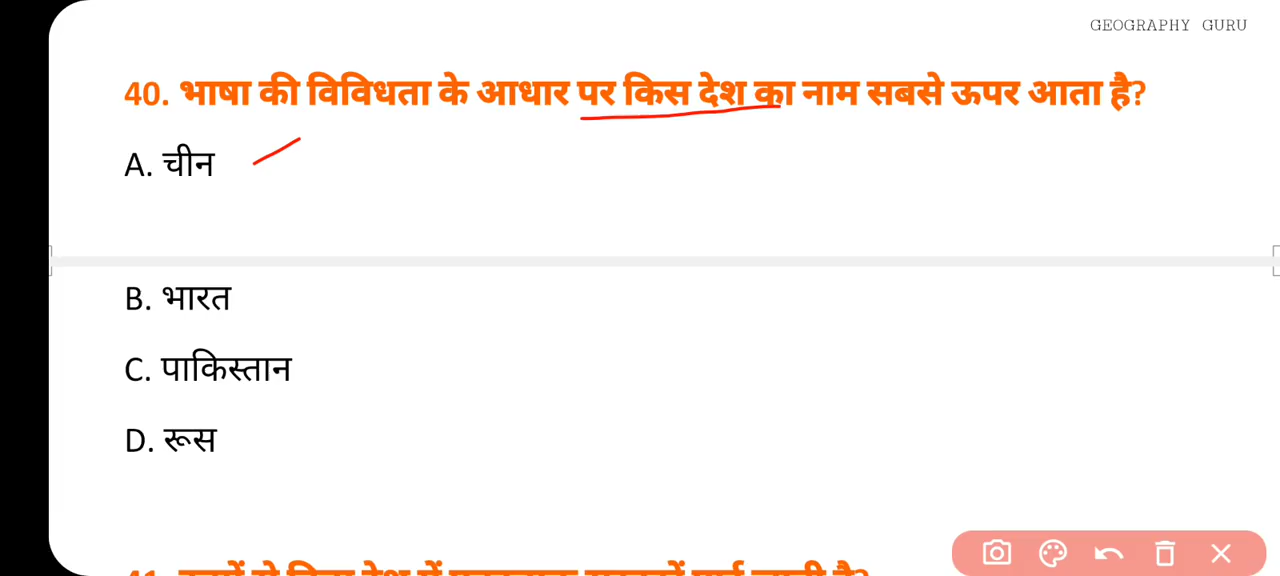 GEOGRAPHY GURU
40. भाषा की विविधता के आधार पर किस देश का नाम सबसे ऊपर आता है?
A. चीन
B. भारत
C. पाकिस्तान
D. रूस